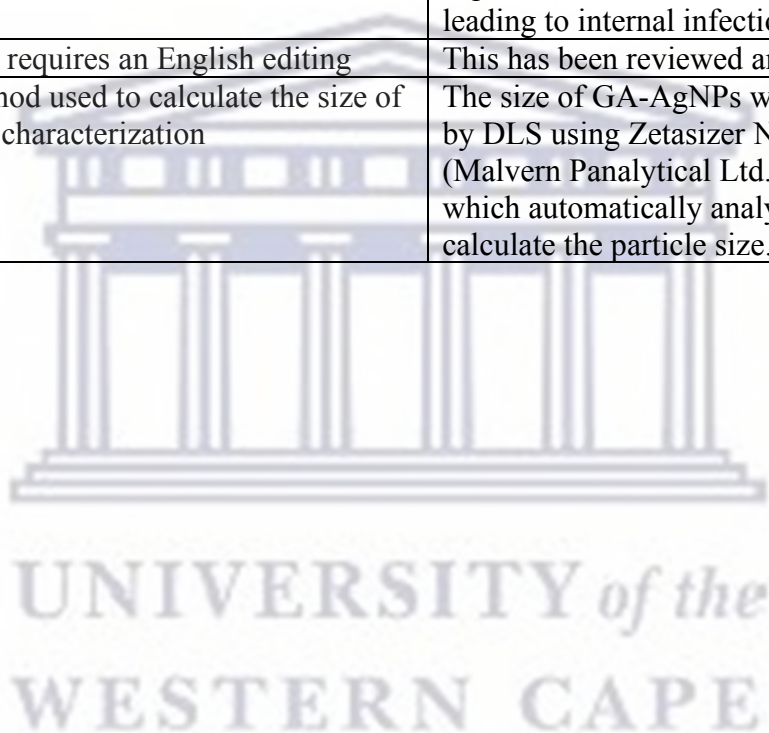 leading to internal infectio
requires an English editing
This has been reviewed a
nod used to calculate the size of
characterization
The size of GA-AgNPs w
by DLS using Zetasizer N
(Malvern Panalytical Ltd.
which automatically analy
calculate the particle size.
UNIVERSITY of the
WESTERN CAPE